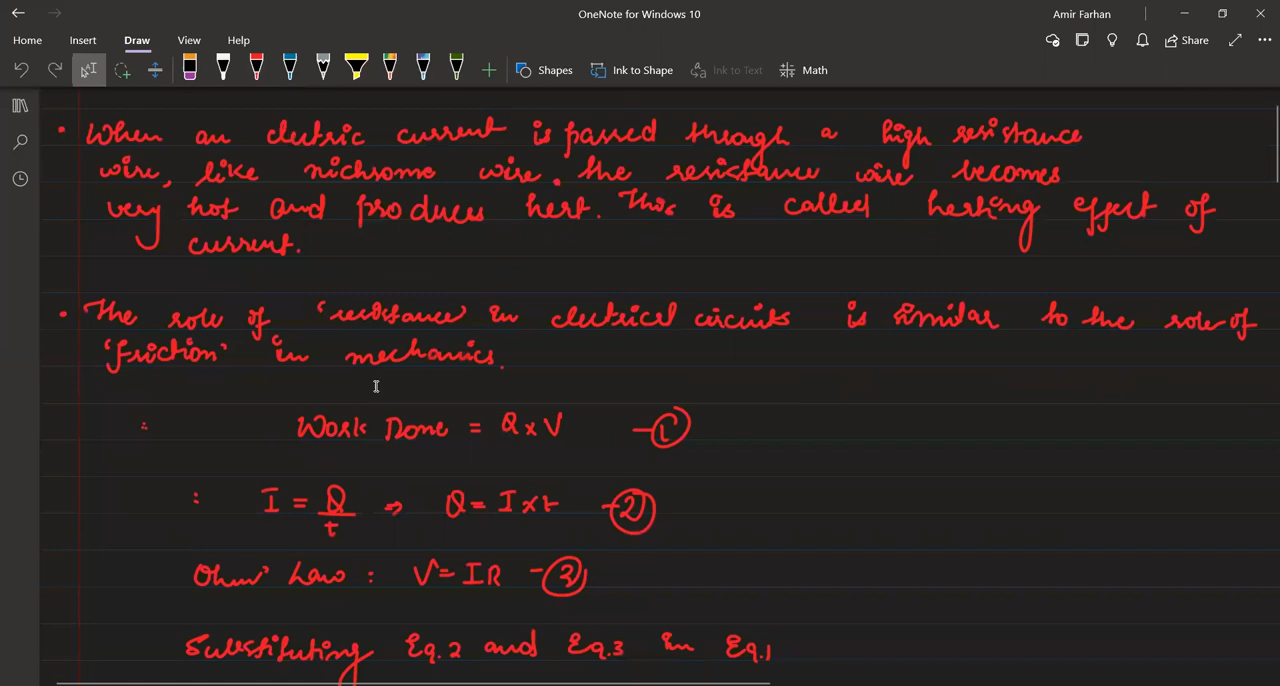 OneNote for Windows 10
Amir Farhan
Home Insert Draw View Help
Share
Shapes Ink to Shape Ink to Text Math
• When an electric current is passed through a high resistance
wire, like nichrome wire. the resistance wire becomes
very hot and produces heat. This is called heating effect of
current.
• The role of 'resistance' in electrical circuits is similar to the role of
'friction' in mechanics.
∴ Work Done = Q x V —①
: I = Q/t ⇒ Q = I x t —②
Ohm' Law : V = IR —③
Substituting Eq.2 and Eq.3 in Eq.1